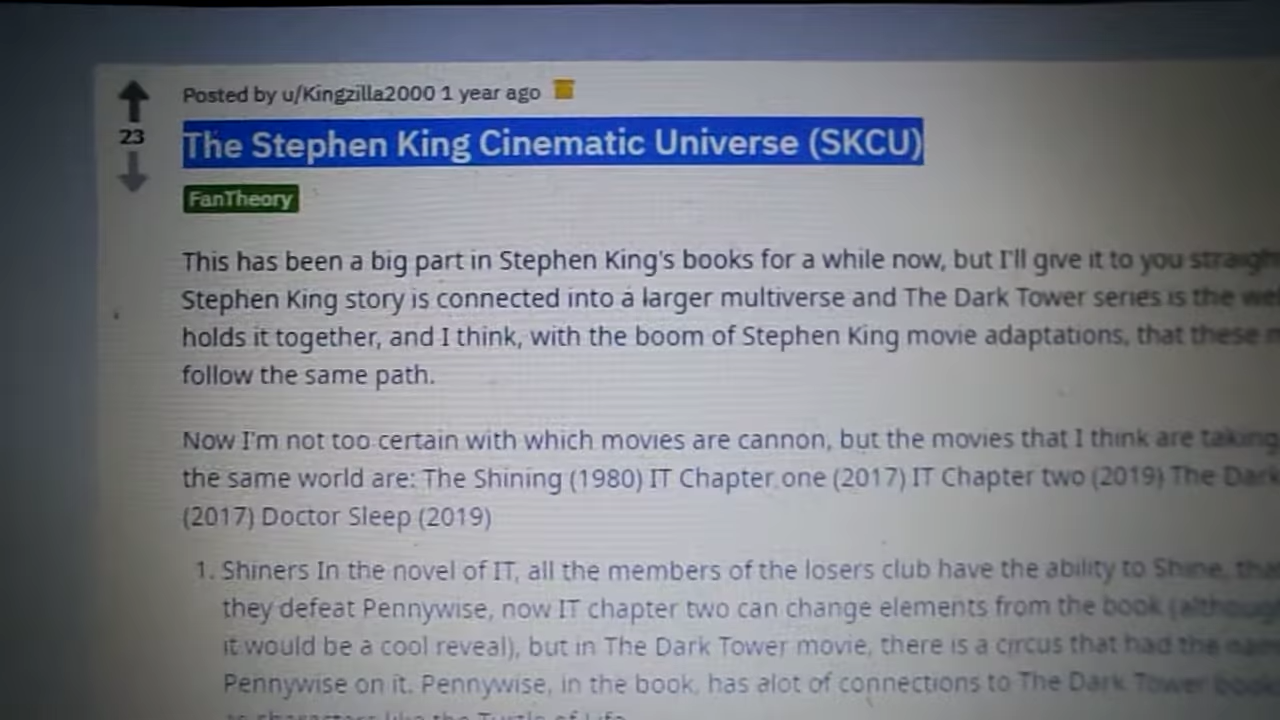 Posted by u/Kingzilla2000 1 year ago
23
The Stephen King Cinematic Universe (SKCU)
FanTheory
This has been a big part in Stephen King's books for a while now, but I'll give it to you
Stephen King story is connected into a larger multiverse and The Dark Tower series is the
holds it together, and I think, with the boom of Stephen King movie adaptations, that these
follow the same path.
Now I'm not too certain with which movies are cannon, but the movies that I think are taking
the same world are: The Shining (1980) IT Chapter one (2017) IT Chapter two (2019) The Dark
(2017) Doctor Sleep (2019)
1. Shiners In the novel of IT, all the members of the losers club have the ability to Shine,
they defeat Pennywise, now IT chapter two can change elements from the book
it would be a cool reveal), but in The Dark Tower movie, there is a circus that had the
Pennywise on it. Pennywise, in the book, has alot of connections to The Dark Tower